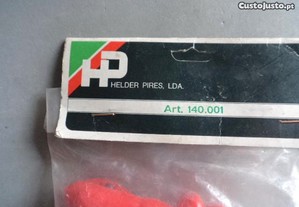 CustoJusto.pt
HP
HELDER PIRES, LDA.
Art. 140.001